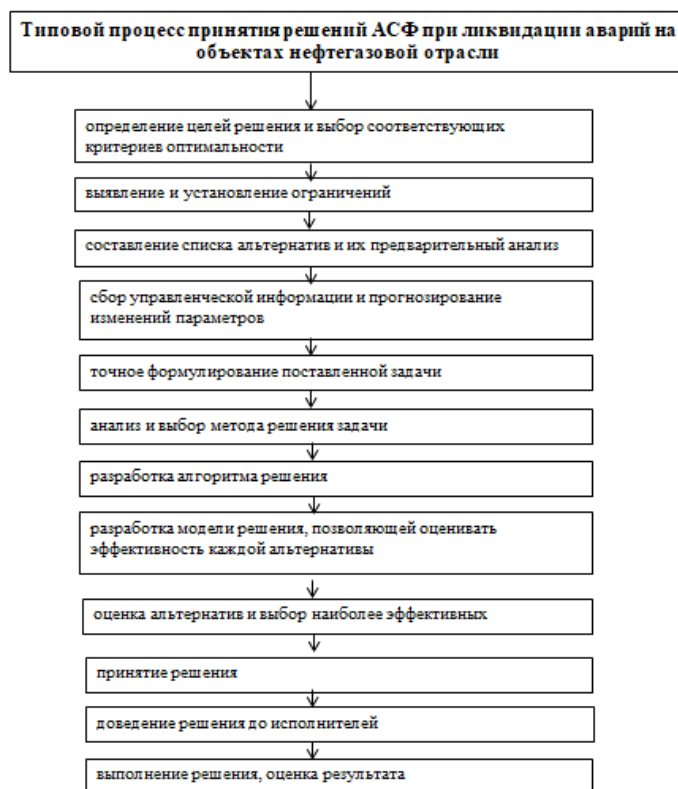 Типовой процесс принятия решений АСФ при ликвидации аварий на
объектах нефтегазовой отрасли
определение целей решения и выбор соответствующих
критериев оптимальности
выявление и установление ограничений
составление списка альтернатив и их предварительный анализ
сбор управленческой информации и прогнозирование
изменений параметров
точное формулирование поставленной задачи
анализ и выбор метода решения задачи
разработка алгоритма решения
разработка модели решения, позволяющей оценивать
эффективность каждой альтернативы
оценка альтернатив и выбор наиболее эффективных
принятие решения
доведение решения до исполнителей
выполнение решения, оценка результата